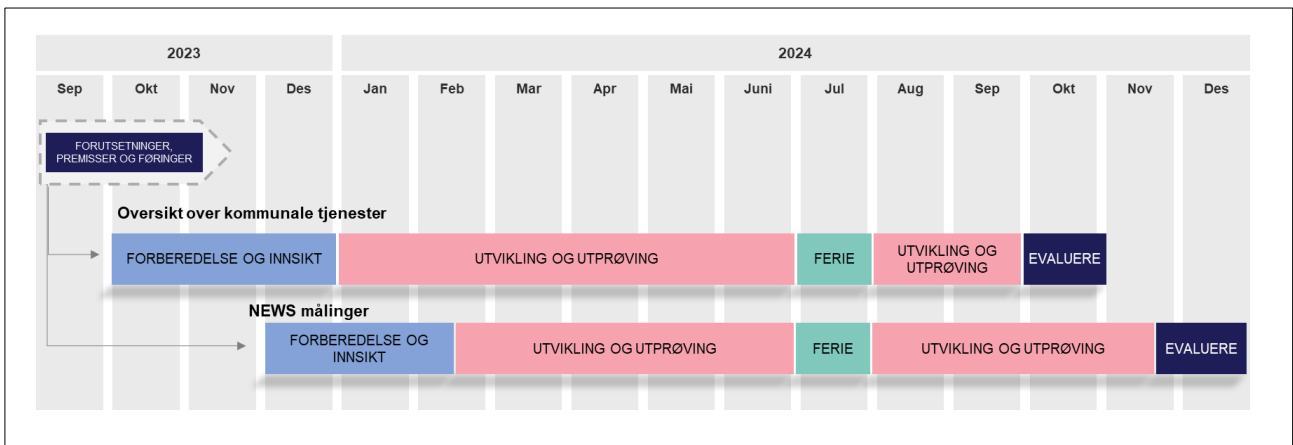 2023 2024
Sep Okt Nov Des Jan Feb Mar Apr Mai Juni Jul Aug Sep Okt Nov Des
FORUTSETNINGER,
PREMISSER OG FØRINGER
Oversikt over kommunale tjenester
FORBEREDELSE OG INNSIKT UTVIKLING OG UTPRØVING FERIE UTVIKLING OG
UTPRØVING EVALUERE
NEWS målinger
FORBEREDELSE OG
INNSIKT UTVIKLING OG UTPRØVING FERIE UTVIKLING OG UTPRØVING EVALUERE